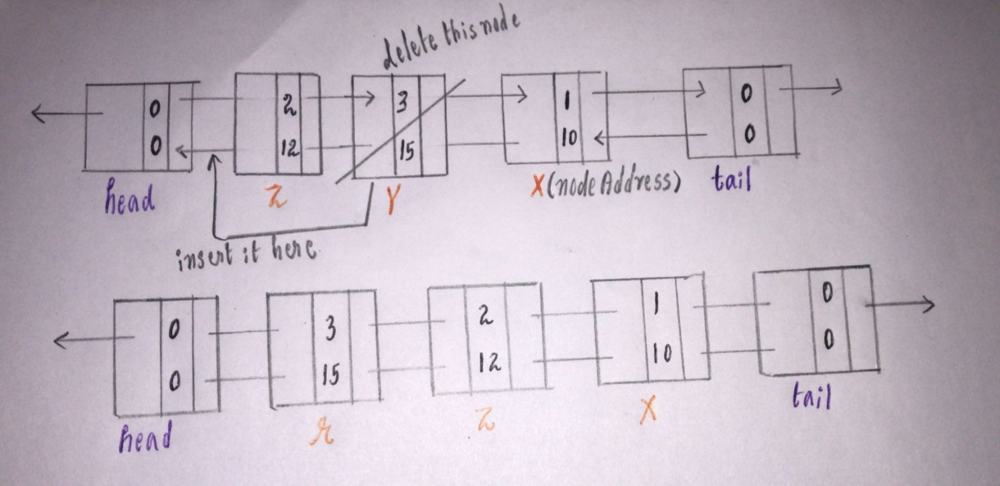 delete this node
0 2 3 1 0
0 12 15 10 0
head Z Y X(node Address) tail
insert it here
0 3 2 1 0
0 15 12 10 0
head r Z X tail